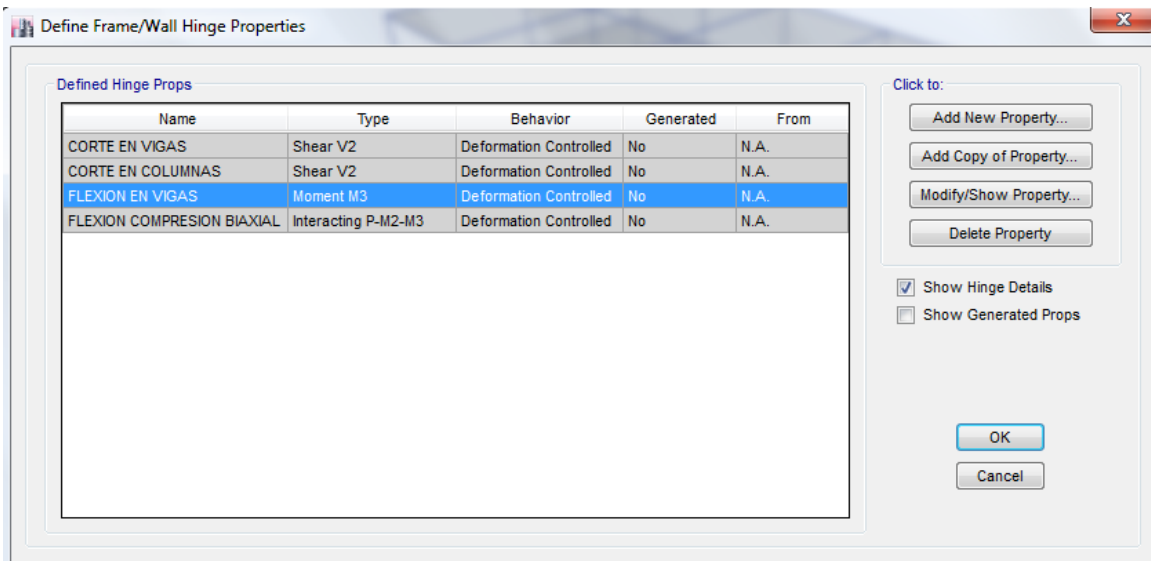 Define Frame/Wall Hinge Properties
X
Defined Hinge Props
Name Type Behavior Generated From
CORTE EN VIGAS Shear V2 Deformation Controlled No N.A.
CORTE EN COLUMNAS Shear V2 Deformation Controlled No N.A.
FLEXION EN VIGAS Moment M3 Deformation Controlled No N.A.
FLEXION COMPRESION BIAXIAL Interacting P-M2-M3 Deformation Controlled No N.A.
Click to:
Add New Property...
Add Copy of Property...
Modify/Show Property...
Delete Property
Show Hinge Details
Show Generated Props
OK
Cancel